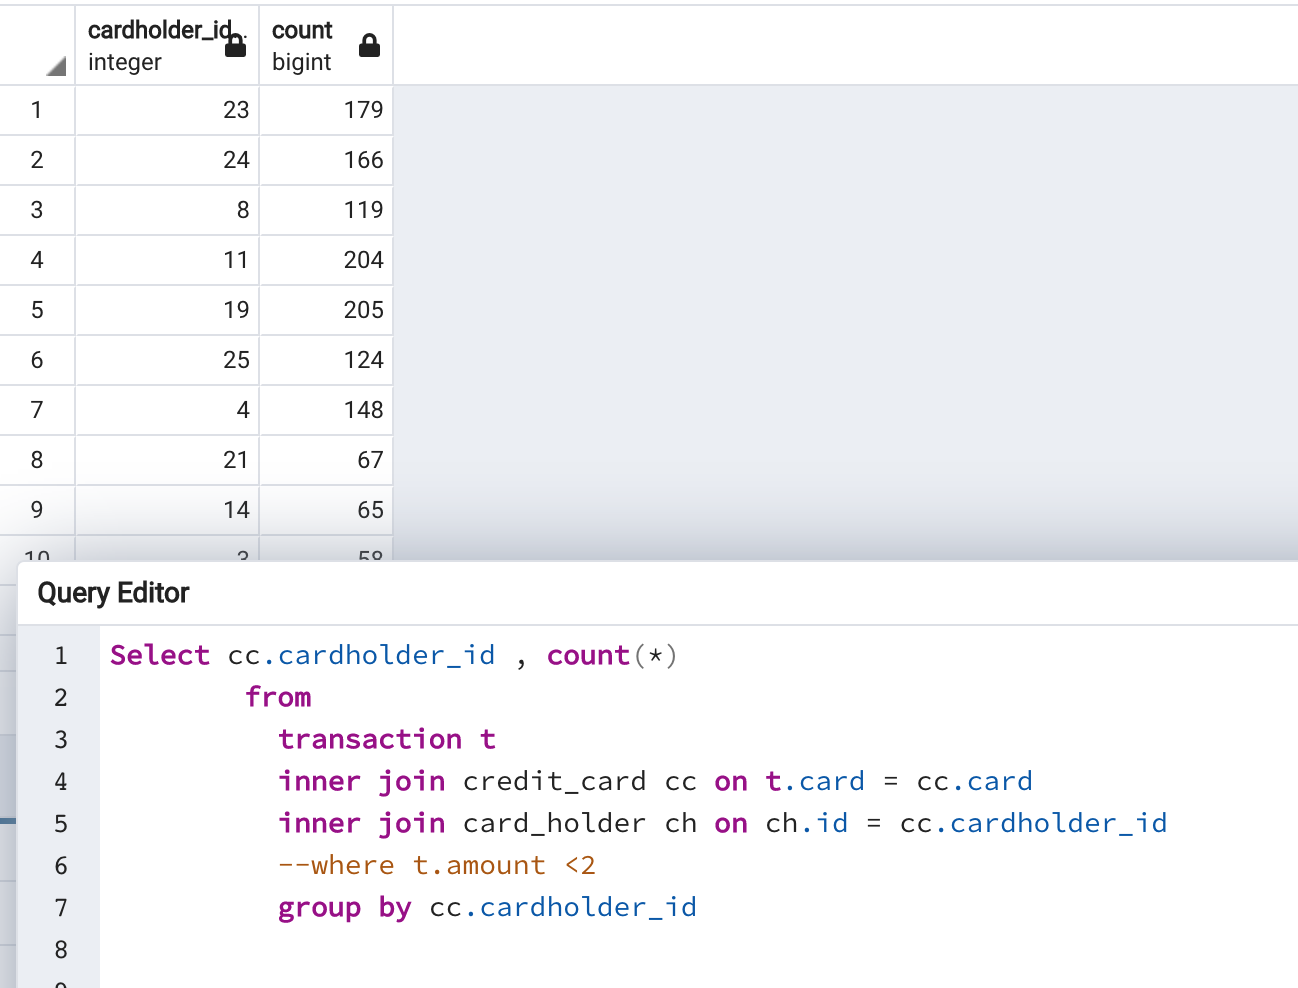 cardholder_id. count
integer bigint
1 23 179
2 24 166
3 8 119
4 11 204
5 19 205
6 25 124
7 4 148
8 21 67
9 14 65
10 3 58
Query Editor
1 Select cc.cardholder_id , count(*)
2 from
3 transaction t
4 inner join credit_card cc on t.card = cc.card
5 inner join card_holder ch on ch.id = cc.cardholder_id
6 --where t.amount <2
7 group by cc.cardholder_id
8